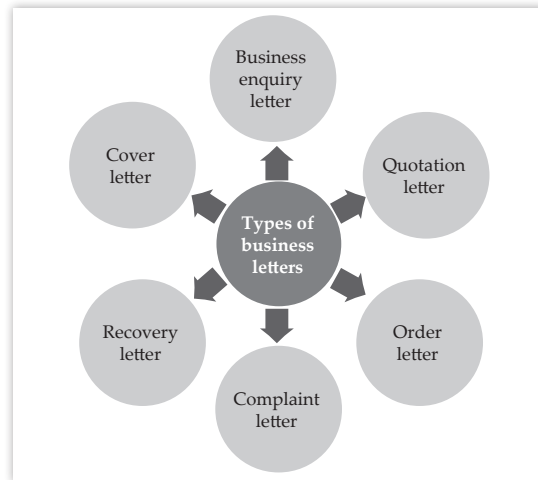 Business
enquiry
letter
Quotation
letter
Order
letter
Complaint
letter
Recovery
letter
Cover
letter
Types of
business
letters